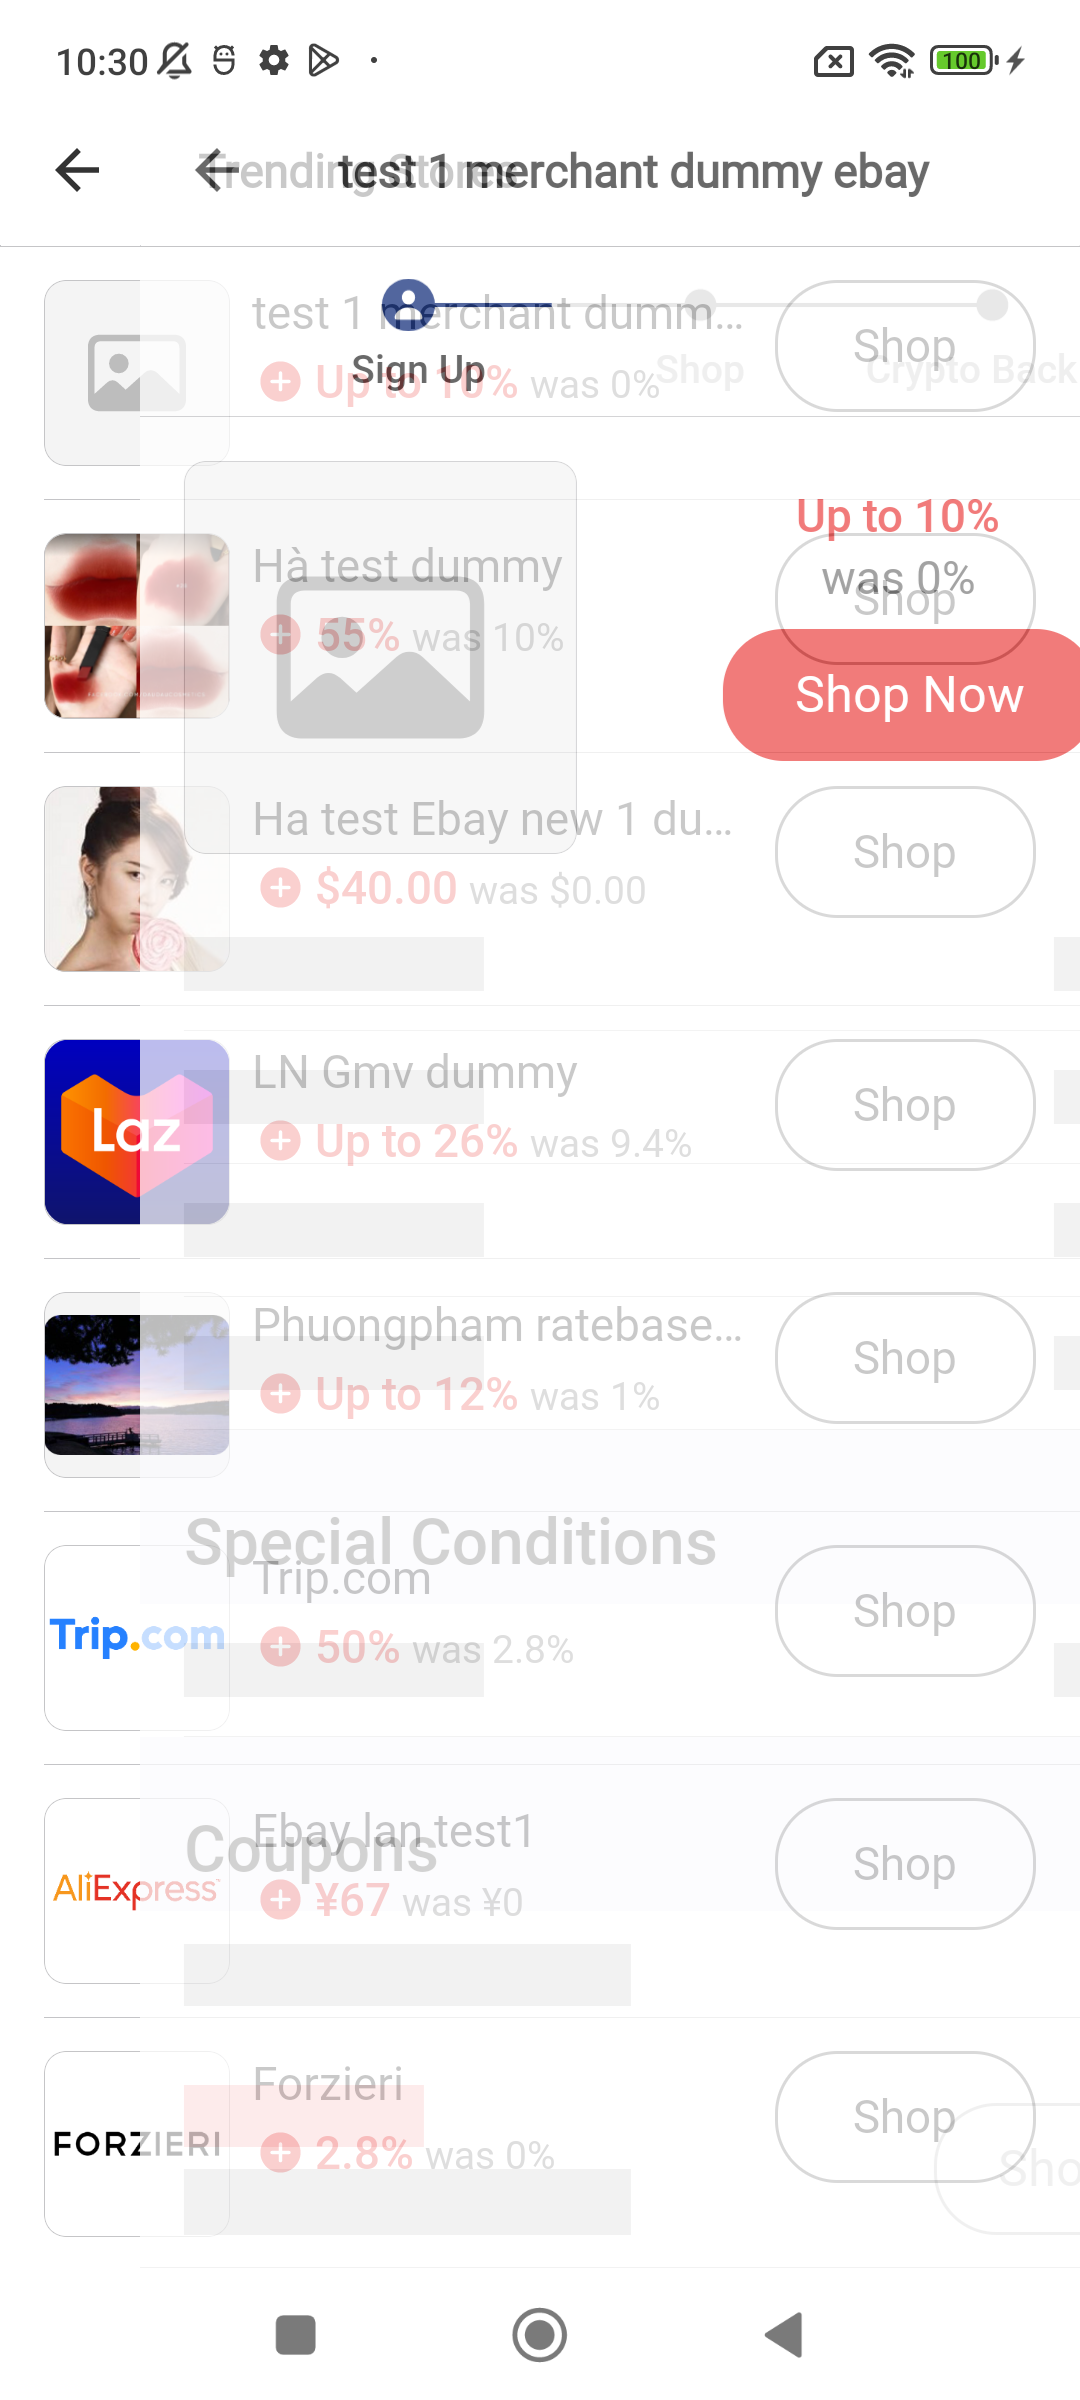 10:30
100
Trending Stores
test 1 merchant dummy ebay
test 1 merchant dumm...
Up to 10% was 0%
Shop
Sign Up
Shop
Crypto Back
Up to 10%
was 0%
Shop Now
Hà test dummy
55% was 10%
Shop
Ha test Ebay new 1 du...
$40.00 was $0.00
Shop
Laz
LN Gmv dummy
Up to 26% was 9.4%
Shop
Phuongpham ratebase...
Up to 12% was 1%
Shop
Special Conditions
Trip.com
Trip.com
50% was 2.8%
Shop
Coupons
AliExpress
Ebay lan test1
¥67 was ¥0
Shop
FORZIERI
Forzieri
2.8% was 0%
Shop
Sho